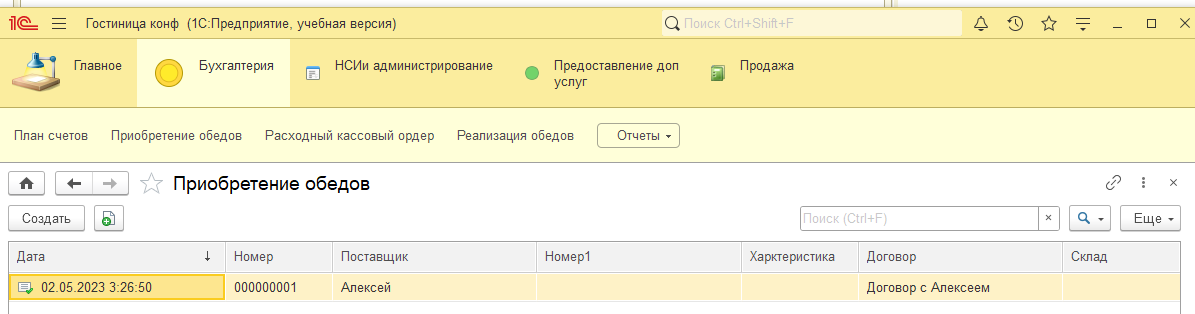 1С Гостиница конф (1С:Предприятие, учебная версия) Поиск Ctrl+Shift+F
Главное Бухгалтерия НСИи администрирование Предоставление доп услуг Продажа
План счетов Приобретение обедов Расходный кассовый ордер Реализация обедов Отчеты
Приобретение обедов
Создать Поиск (Ctrl+F) × Еще
Дата ↓ Номер Поставщик Номер1 Харктеристика Договор Склад
02.05.2023 3:26:50 000000001 Алексей Договор с Алексеем